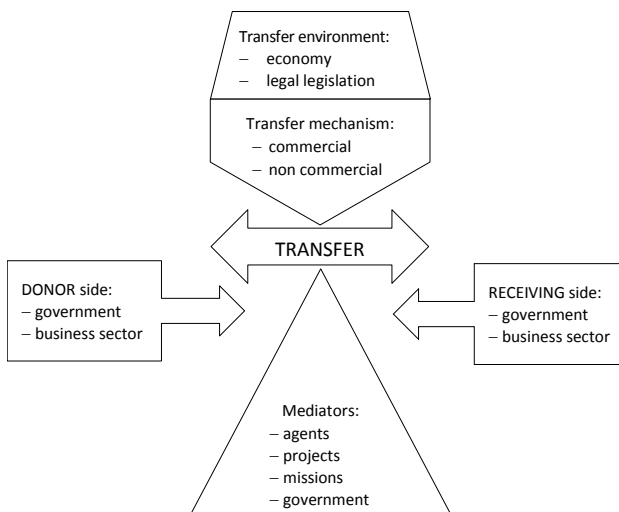 Transfer environment:
– economy
– legal legislation
Transfer mechanism:
– commercial
– non commercial
TRANSFER
DONOR side:
– government
– business sector
RECEIVING side:
– government
– business sector
Mediators:
– agents
– projects
– missions
– government